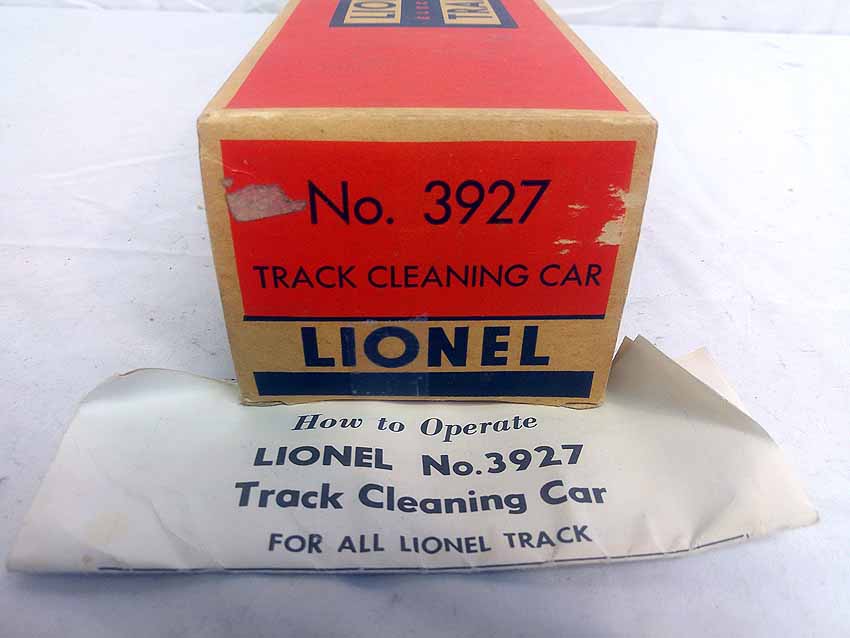 No. 3927
TRACK CLEANING CAR
LIONEL
How to Operate
LIONEL No. 3927
Track Cleaning Car
FOR ALL LIONEL TRACK